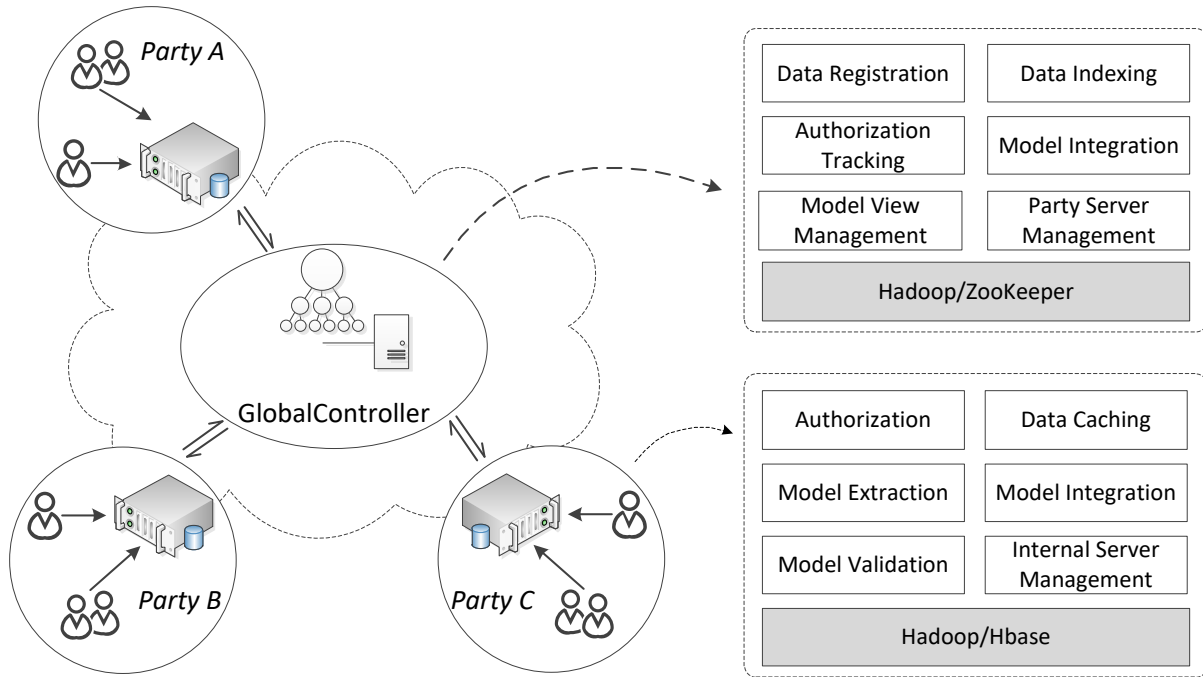 Party A
GlobalController
Party B
Party C
Data Registration
Data Indexing
Authorization
Tracking
Model Integration
Model View
Management
Party Server
Management
Hadoop/ZooKeeper
Authorization
Data Caching
Model Extraction
Model Integration
Model Validation
Internal Server
Management
Hadoop/Hbase